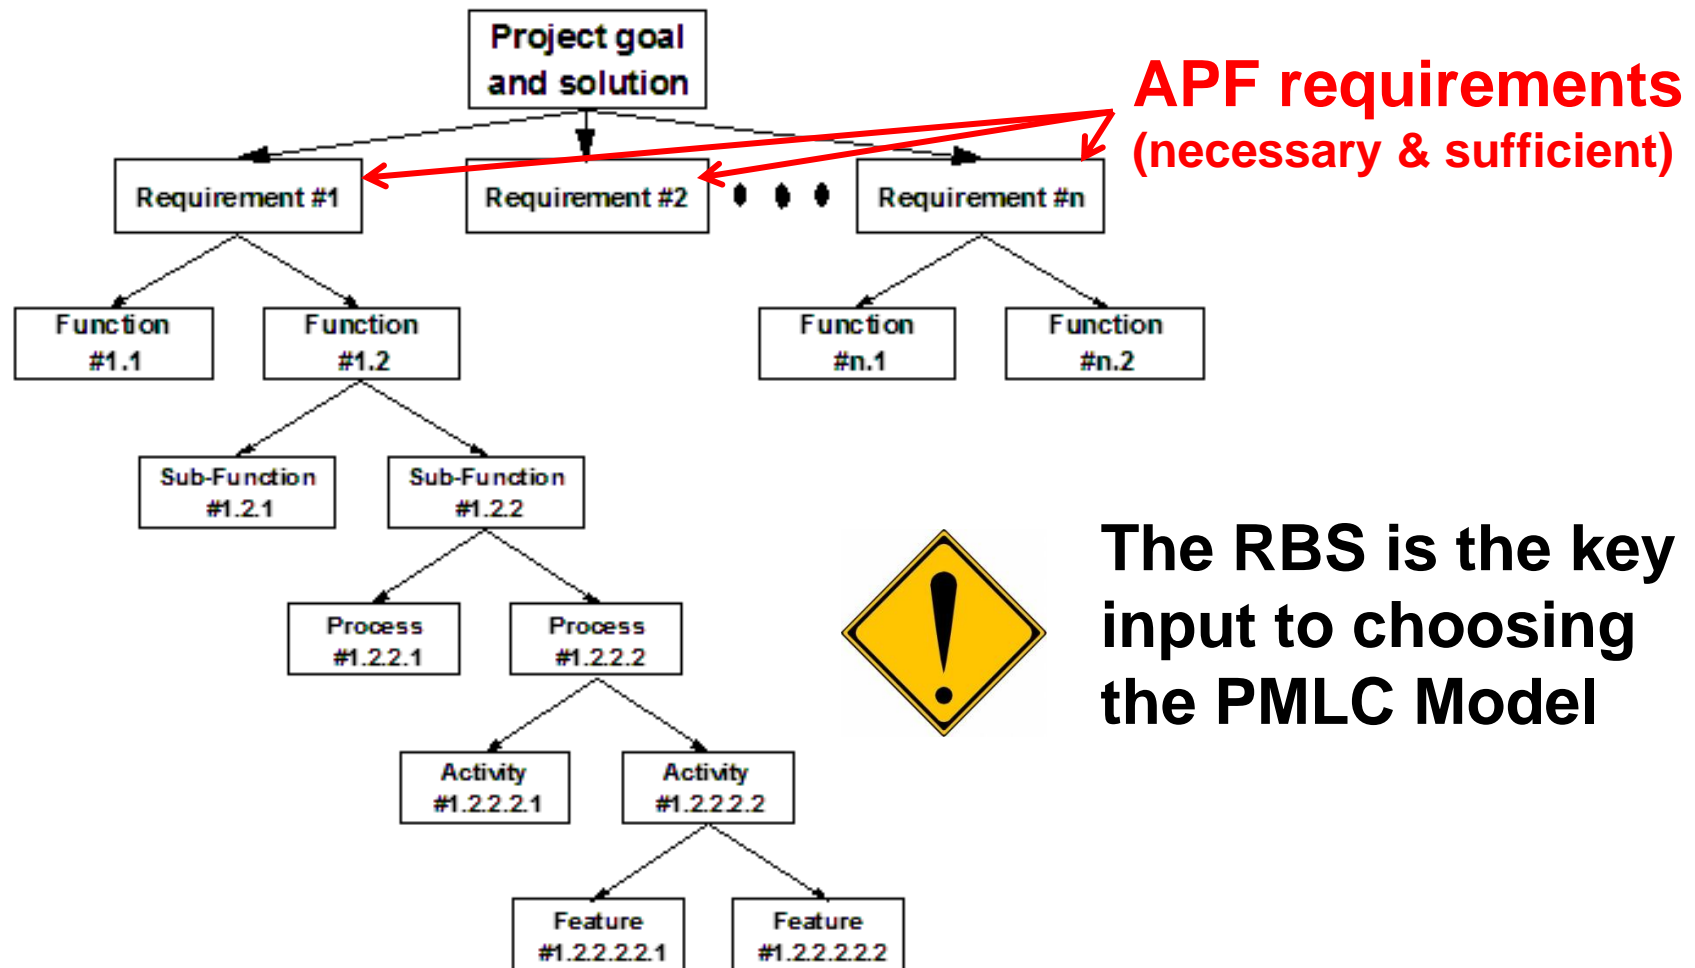 Project goal
and solution
APF requirements
(necessary & sufficient)
Requirement #1
Requirement #2
Requirement #n
Function
#1.1
Function
#1.2
Function
#n.1
Function
#n.2
Sub-Function
#1.2.1
Sub-Function
#1.2.2
The RBS is the key
input to choosing
the PMLC Model
Process
#1.2.2.1
Process
#1.2.2.2
Activity
#1.2.2.2.1
Activity
#1.2.2.2.2
Feature
#1.2.2.2.2.1
Feature
#1.2.2.2.2.2